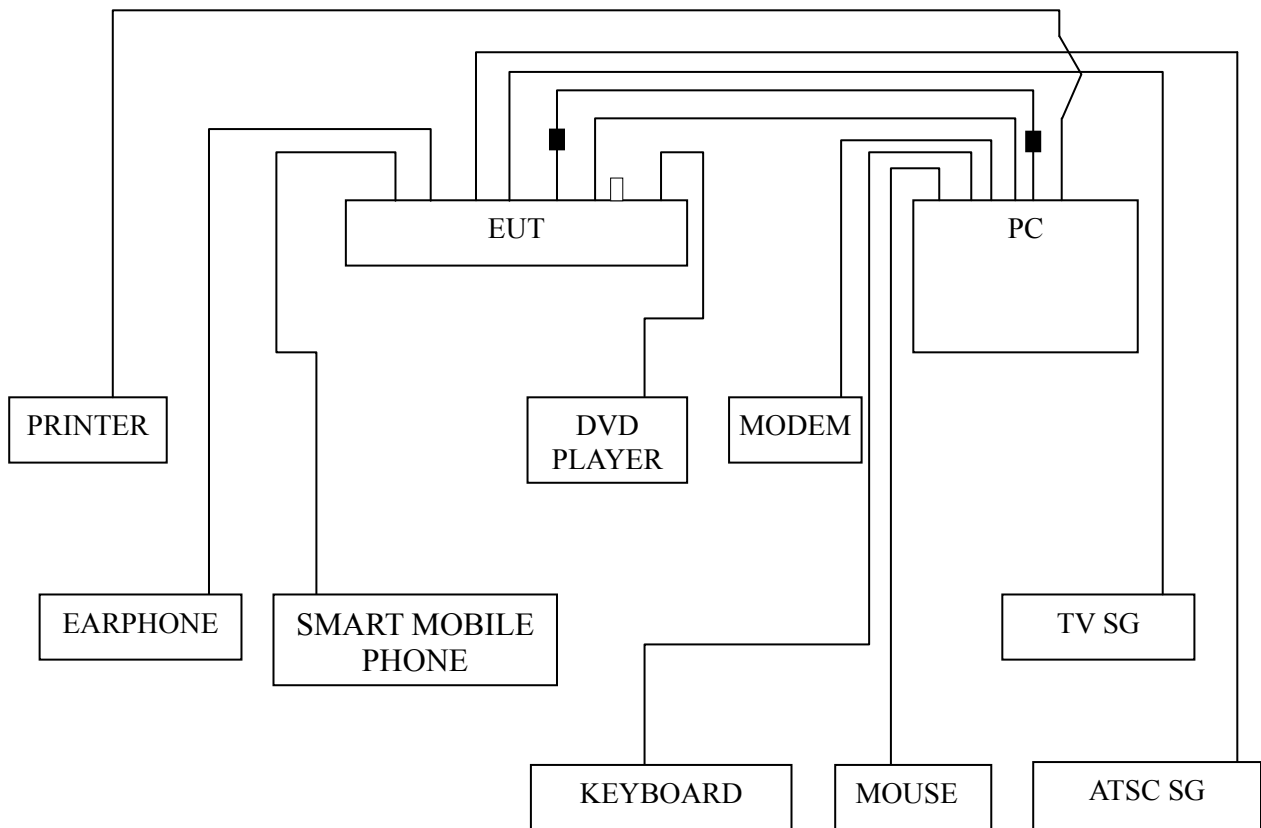 EUT
PC
PRINTER
DVD
PLAYER
MODEM
EARPHONE
SMART MOBILE
PHONE
TV SG
KEYBOARD
MOUSE
ATSC SG